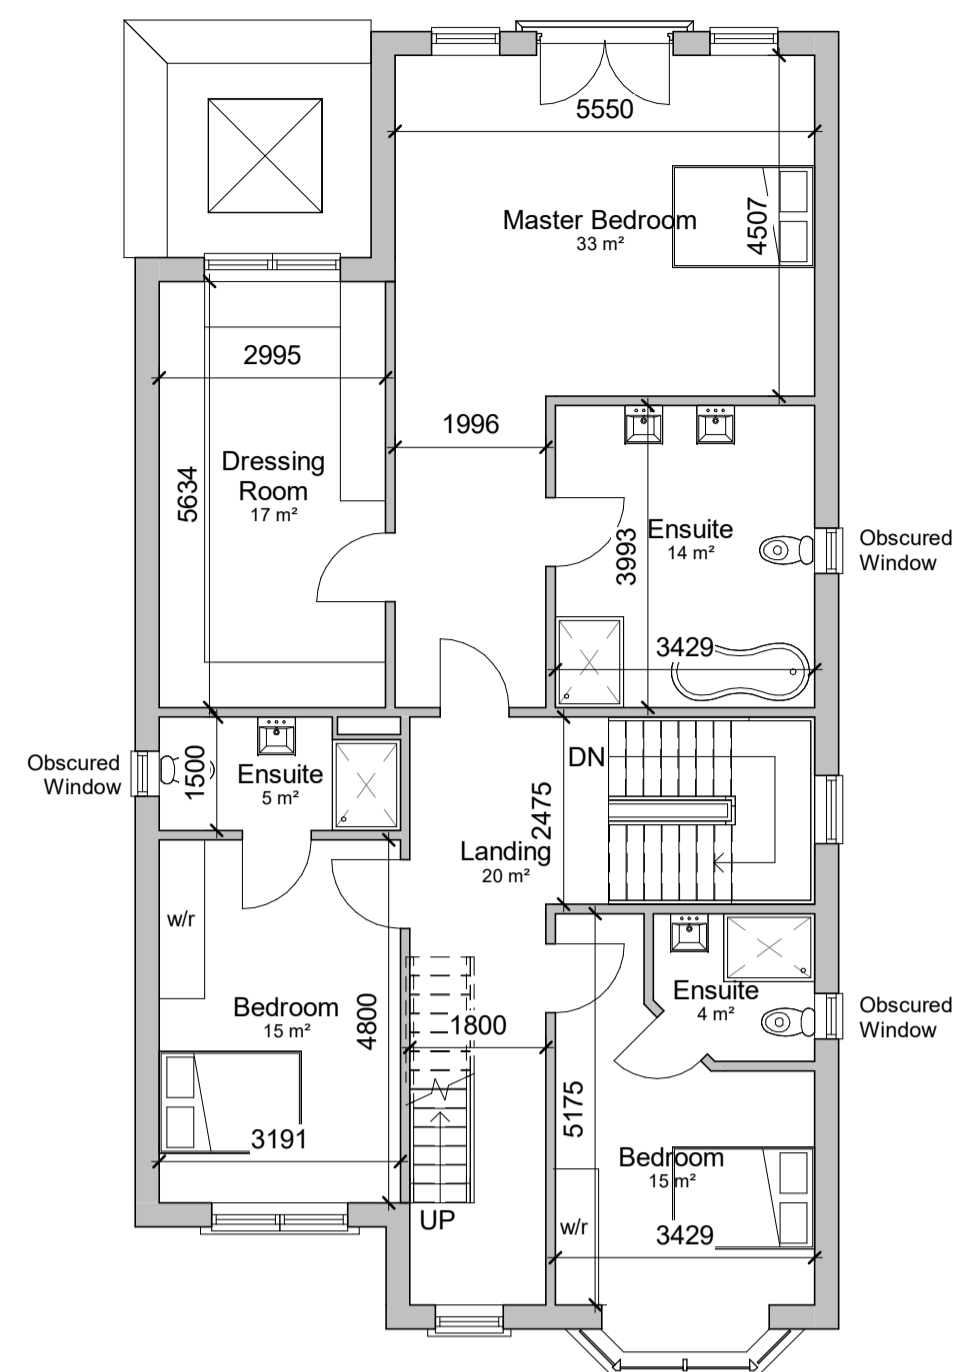 5550
Master Bedroom
33 m²
4507
2995
1996
Dressing
Room
17 m²
5634
Ensuite
14 m²
3993
Obscured
Window
3429
Obscured
Window
1500
Ensuite
5 m²
DN
2475
Landing
20 m²
w/r
Bedroom
15 m²
4800
1800
Ensuite
4 m²
Obscured
Window
3191
5175
Bedroom
15 m²
UP
w/r
3429